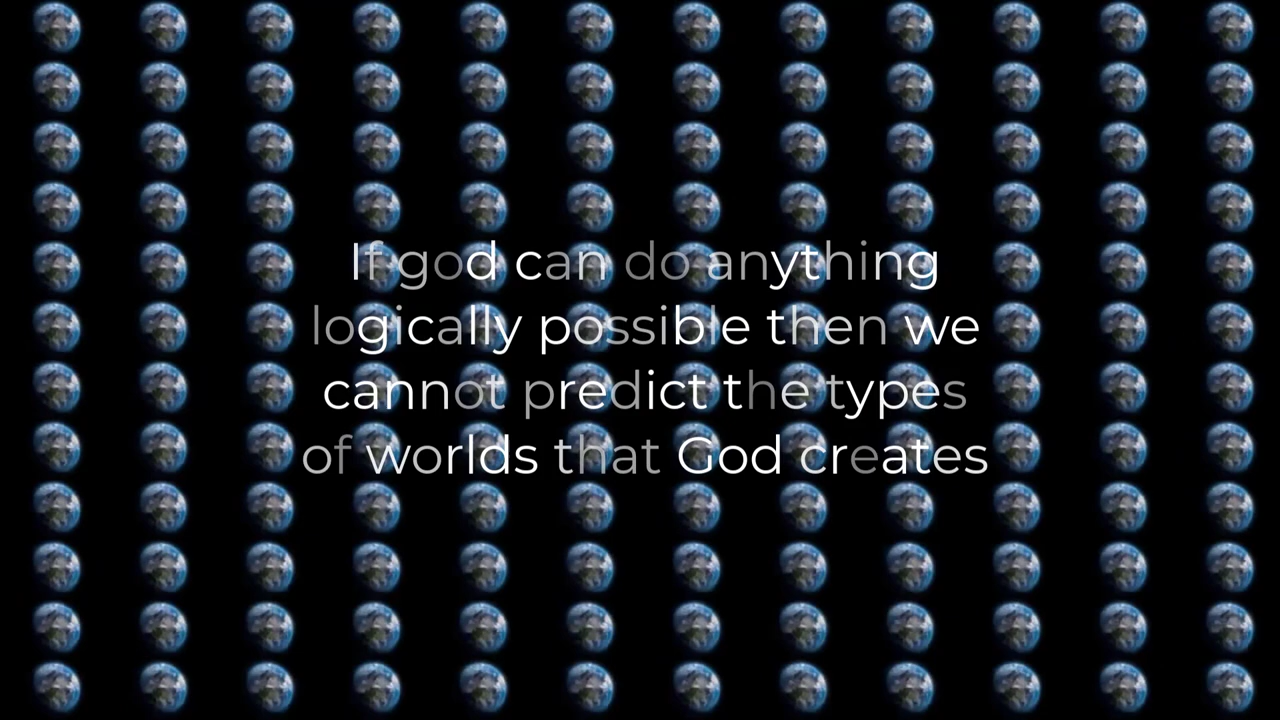 If god can do anything
logically possible then we
cannot predict the types
of worlds that God creates